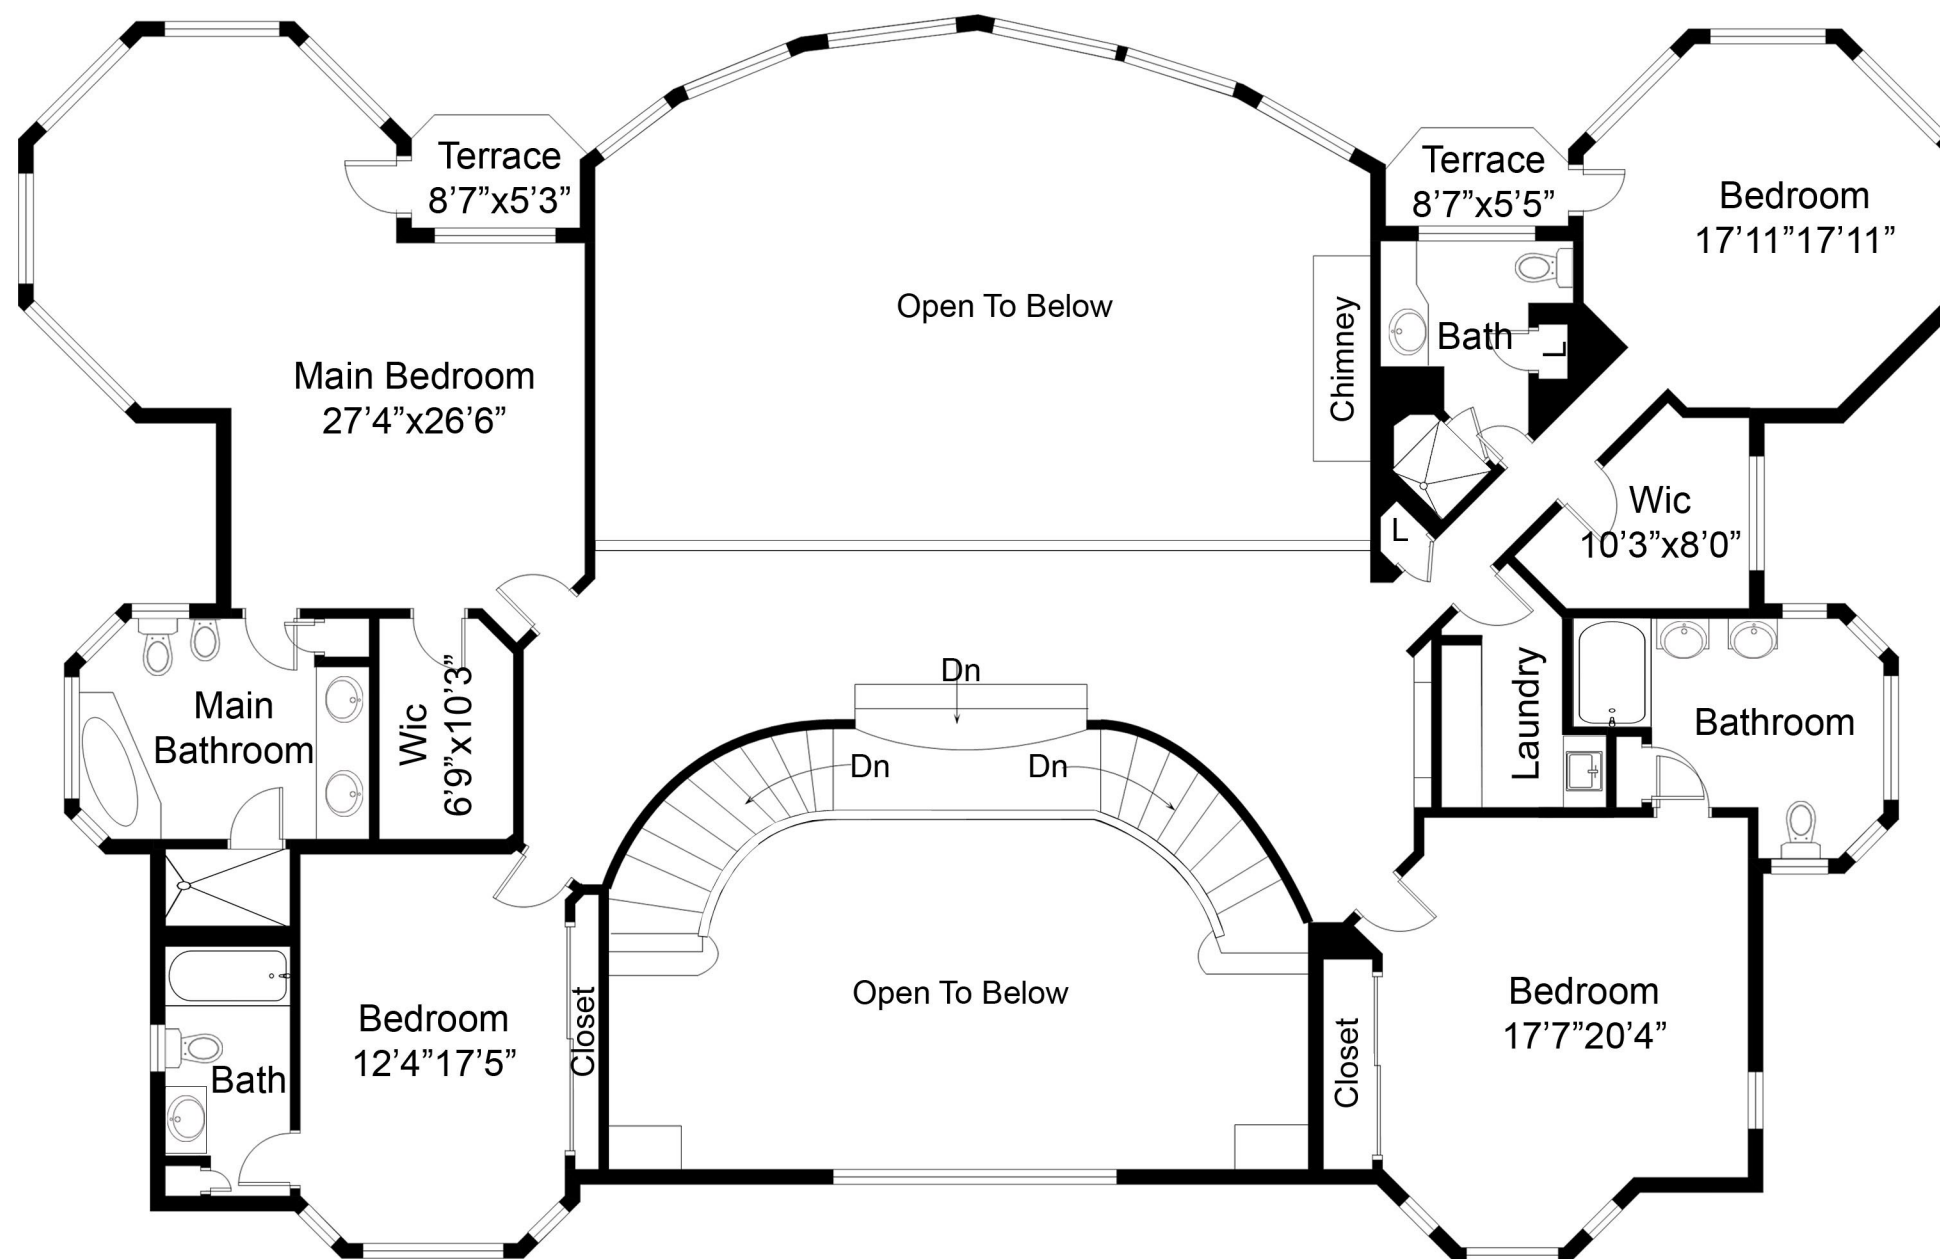 Terrace
8’7”x5’3”
Terrace
8’7”x5’5”
Bedroom
17’11”17’11”
Open To Below
Chimney
Bath
L
Main Bedroom
27’4”x26’6”
L
Wic
10’3”x8’0”
Main
Bathroom
Wic
6’9”x10’3”
Dn
Dn
Dn
Laundry
Bathroom
Bedroom
12’4”17’5”
Closet
Bath
Open To Below
Closet
Bedroom
17’7”20’4”